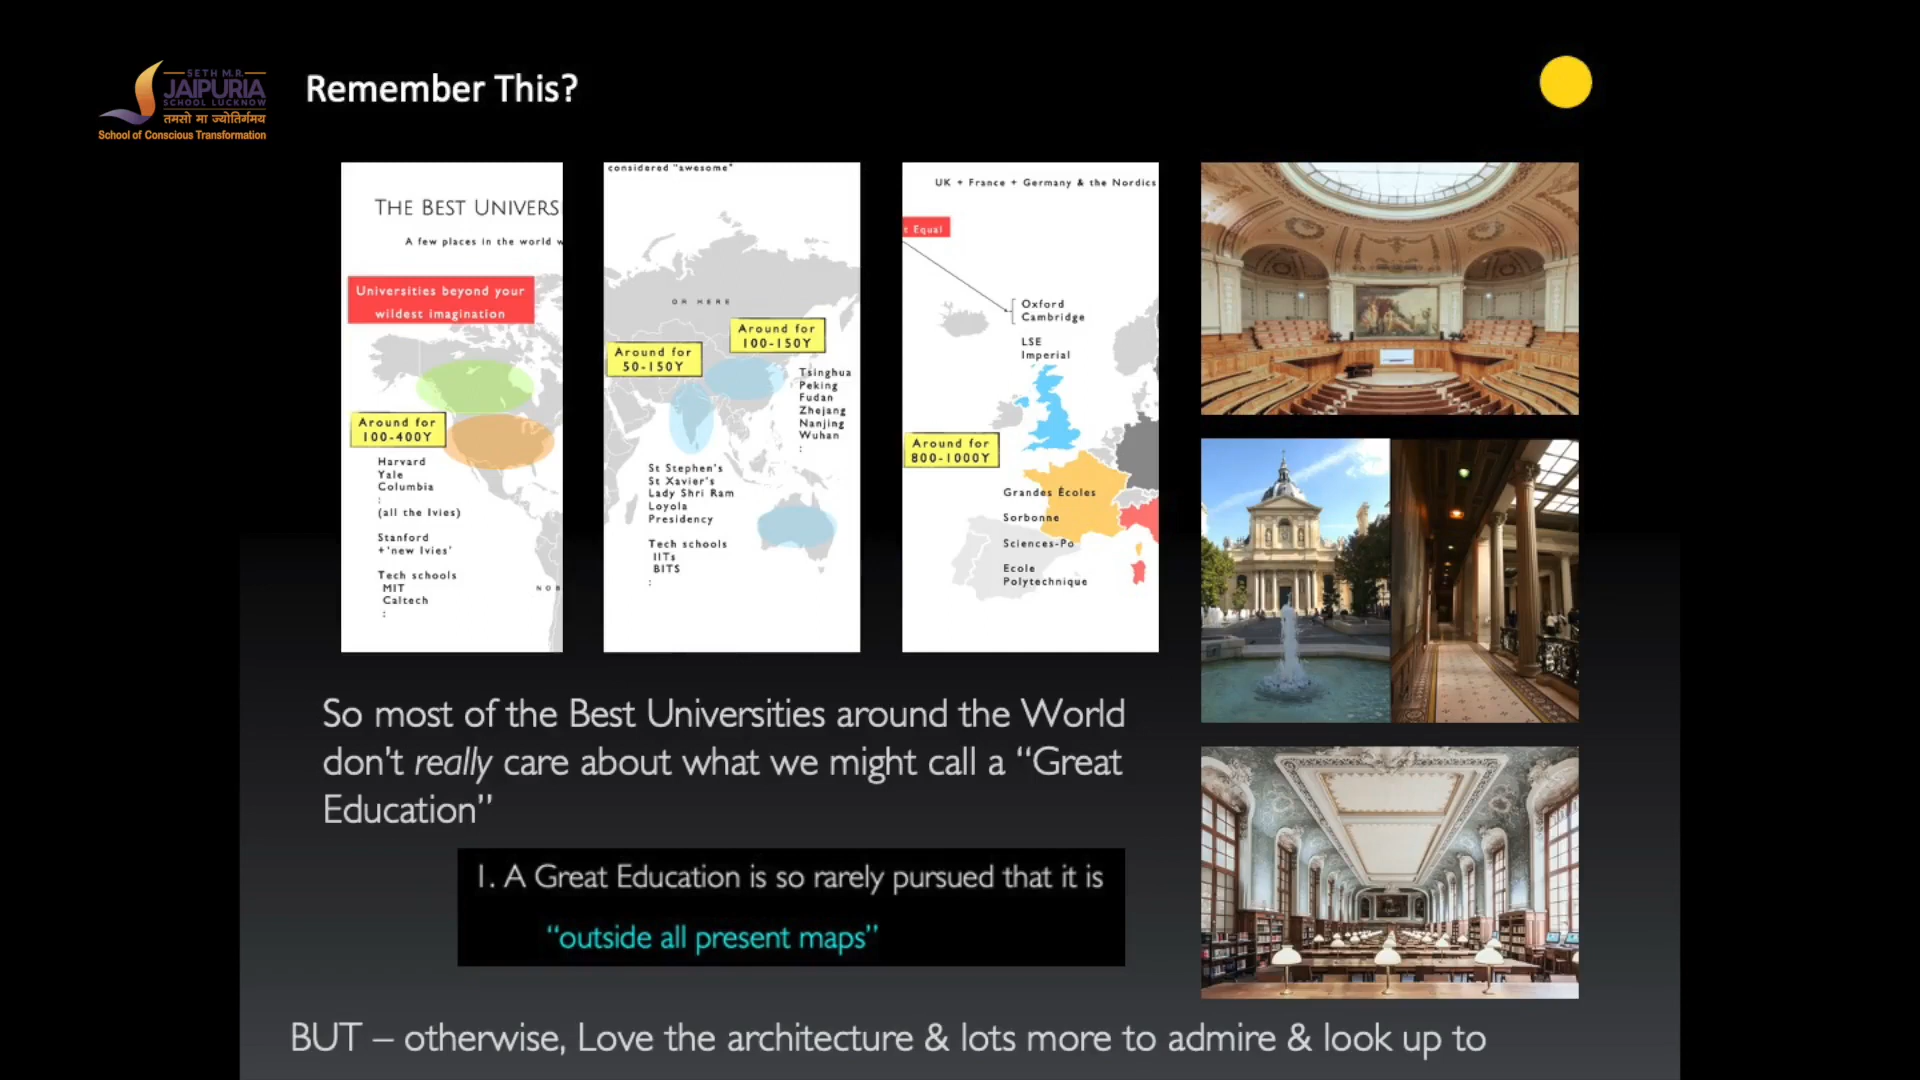 SETH M.R.
JAIPURIA
SCHOOL LUCKNOW
तमसो मा ज्योतिर्गमय
School of Conscious Transformation
Remember This?
THE BEST UNIVERSI
A few places in the world w
Universities beyond your
wildest imagination
Around for
100-400Y
Harvard
Yale
Columbia
:
(all the Ivies)
Stanford
+'new Ivies'
Tech schools
MIT
Caltech
:
NOR
considered "awesome"
OR HERE
Around for
100-150Y
Around for
50-150Y
Tsinghua
Peking
Fudan
Zhejang
Nanjing
Wuhan
:
St Stephen's
St Xavier's
Lady Shri Ram
Loyola
Presidency
Tech schools
IITs
BITS
:
UK + France + Germany & the Nordics
t Equal
Oxford
Cambridge
LSE
Imperial
Around for
800-1000Y
Grandes Écoles
Sorbonne
Sciences-Po
Ecole
Polytechnique
So most of the Best Universities around the World
don't really care about what we might call a “Great
Education”
1. A Great Education is so rarely pursued that it is
“outside all present maps”
BUT – otherwise, Love the architecture & lots more to admire & look up to